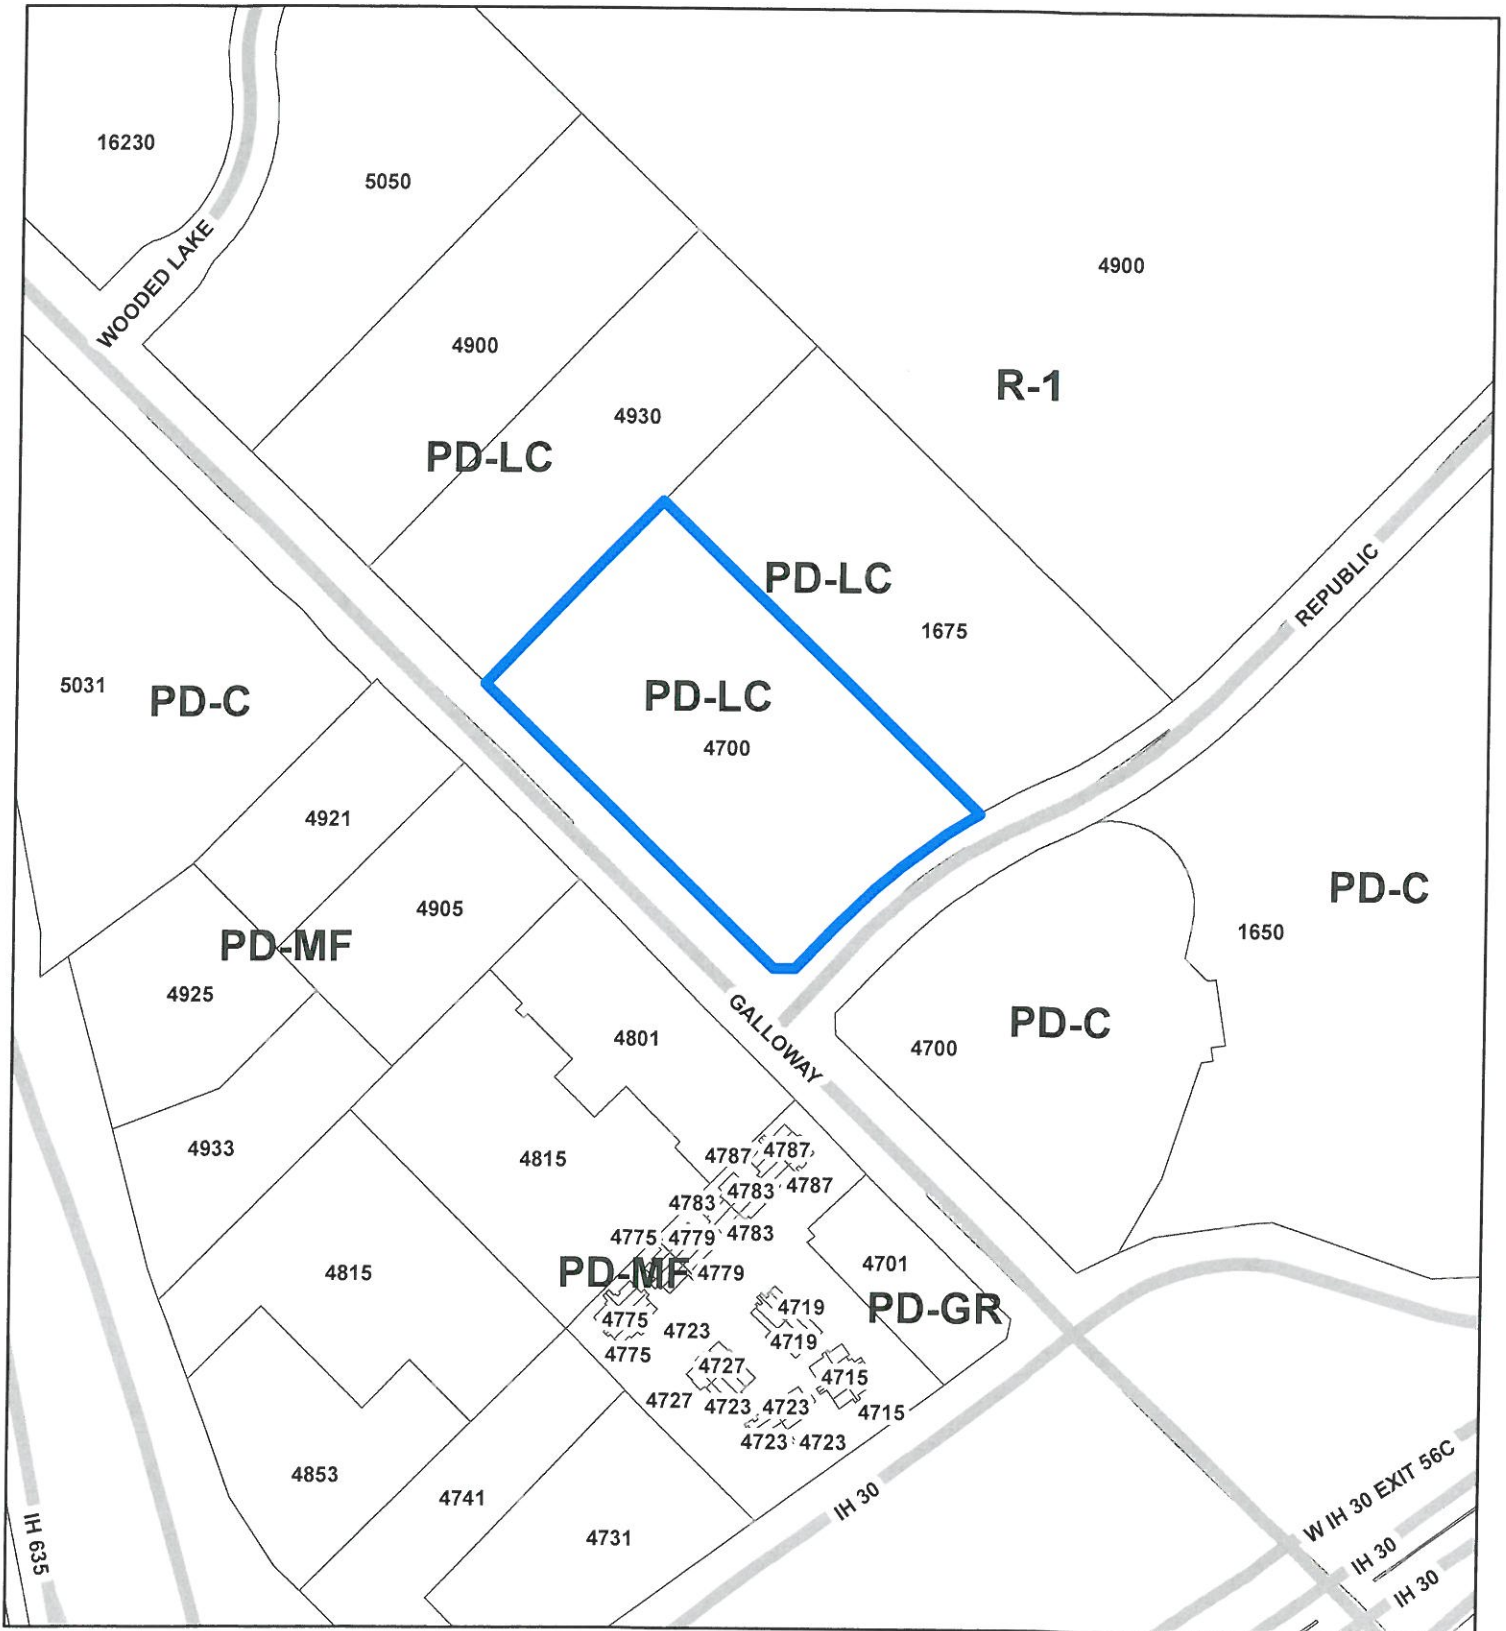 16230
5050
WOODED LAKE
4900
4900
R-1
4930
PD-LC
REPUBLIC
PD-LC
1675
5031
PD-C
PD-LC
4700
4921
PD-C
4905
1650
PD-MF
4925
GALLOWAY
PD-C
4801
4700
4933
4815
4787
4787
4787
4783
4783
4783
4775
4779
4779
4815
PD-MF
4701
PD-GR
4775
4775
4723
4719
4719
4727
4715
4727
4723
4723
4715
4723
4723
4853
4741
IH 30
W IH 30 EXIT 56C
IH 635
4731
IH 30
IH 30